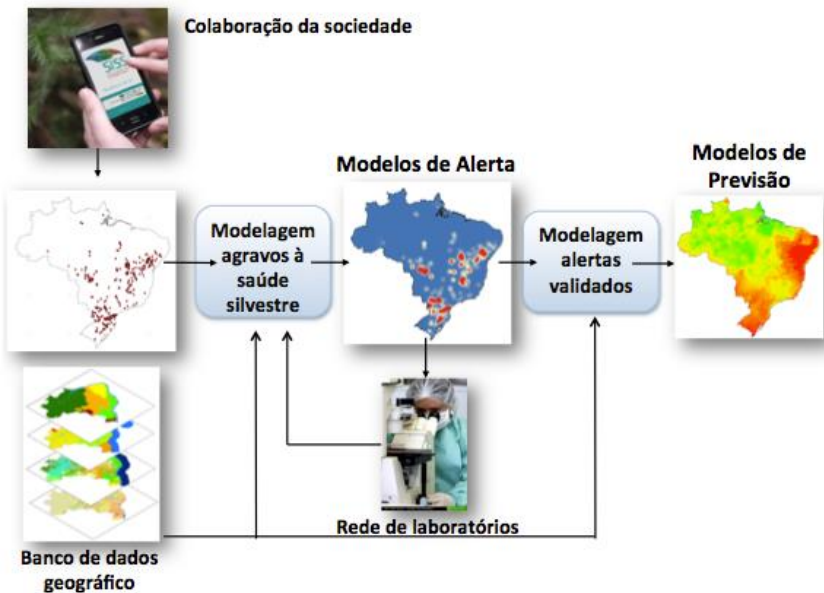 Colaboração da sociedade
SISS
Modelos de Alerta
Modelos de
Previsão
Modelagem
agravos à
saúde
silvestre
Modelagem
alertas
validados
Rede de laboratórios
Banco de dados
geográfico